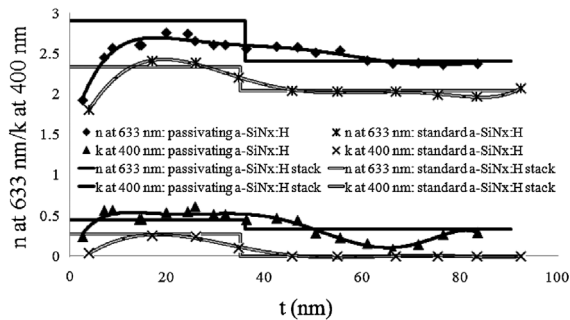 3
2.5
2
1.5
1
0.5
0
n at 633 nm/k at 400 nm
n at 633 nm: passivating a-SiNx:H
n at 633 nm: standard a-SiNx:H
k at 400 nm: passivating a-SiNx:H
k at 400 nm: standard a-SiNx:H
n at 633 nm: passivating a-SiNx:H stack
n at 633 nm: standard a-SiNx:H stack
k at 400 nm: passivating a-SiNx:H stack
k at 400 nm: standard a-SiNx:H stack
0 20 40 60 80 100
t (nm)